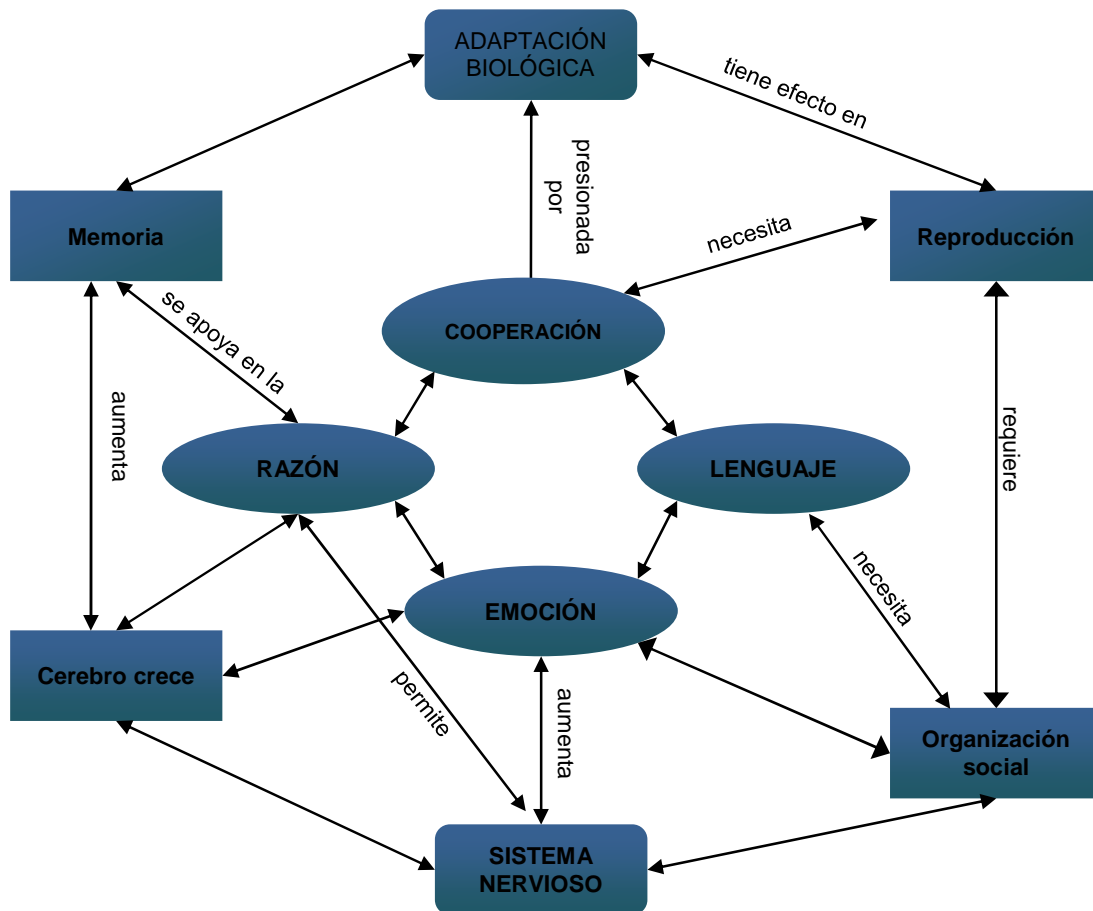 ADAPTACIÓN
BIOLÓGICA
tiene efecto en
presionada
por
Memoria
necesita
Reproducción
se apoya en la
COOPERACIÓN
aumenta
requiere
RAZÓN
LENGUAJE
necesita
EMOCIÓN
Cerebro crece
permite
aumenta
Organización
social
SISTEMA
NERVIOSO